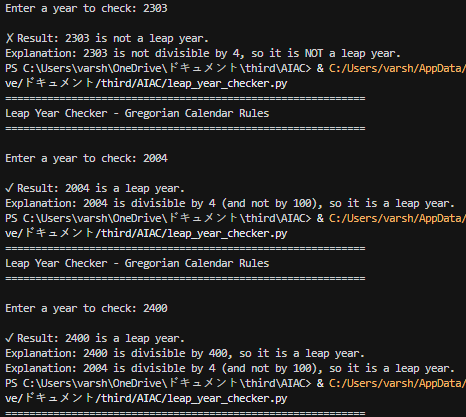 Enter a year to check: 2303
✗ Result: 2303 is not a leap year.
Explanation: 2303 is not divisible by 4, so it is NOT a leap year.
PS C:\Users\varsh\OneDrive\ドキュメント\third\AIAC> & C:/Users/varsh/AppData/
ve/ドキュメント/third/AIAC/leap_year_checker.py
============================================================
Leap Year Checker - Gregorian Calendar Rules
============================================================
Enter a year to check: 2004
✓ Result: 2004 is a leap year.
Explanation: 2004 is divisible by 4 (and not by 100), so it is a leap year.
PS C:\Users\varsh\OneDrive\ドキュメント\third\AIAC> & C:/Users/varsh/AppData/
ve/ドキュメント/third/AIAC/leap_year_checker.py
============================================================
Leap Year Checker - Gregorian Calendar Rules
============================================================
Enter a year to check: 2400
✓ Result: 2400 is a leap year.
Explanation: 2400 is divisible by 400, so it is a leap year.
Explanation: 2004 is divisible by 4 (and not by 100), so it is a leap year.
PS C:\Users\varsh\OneDrive\ドキュメント\third\AIAC> & C:/Users/varsh/AppData/
ve/ドキュメント/third/AIAC/leap_year_checker.py
============================================================